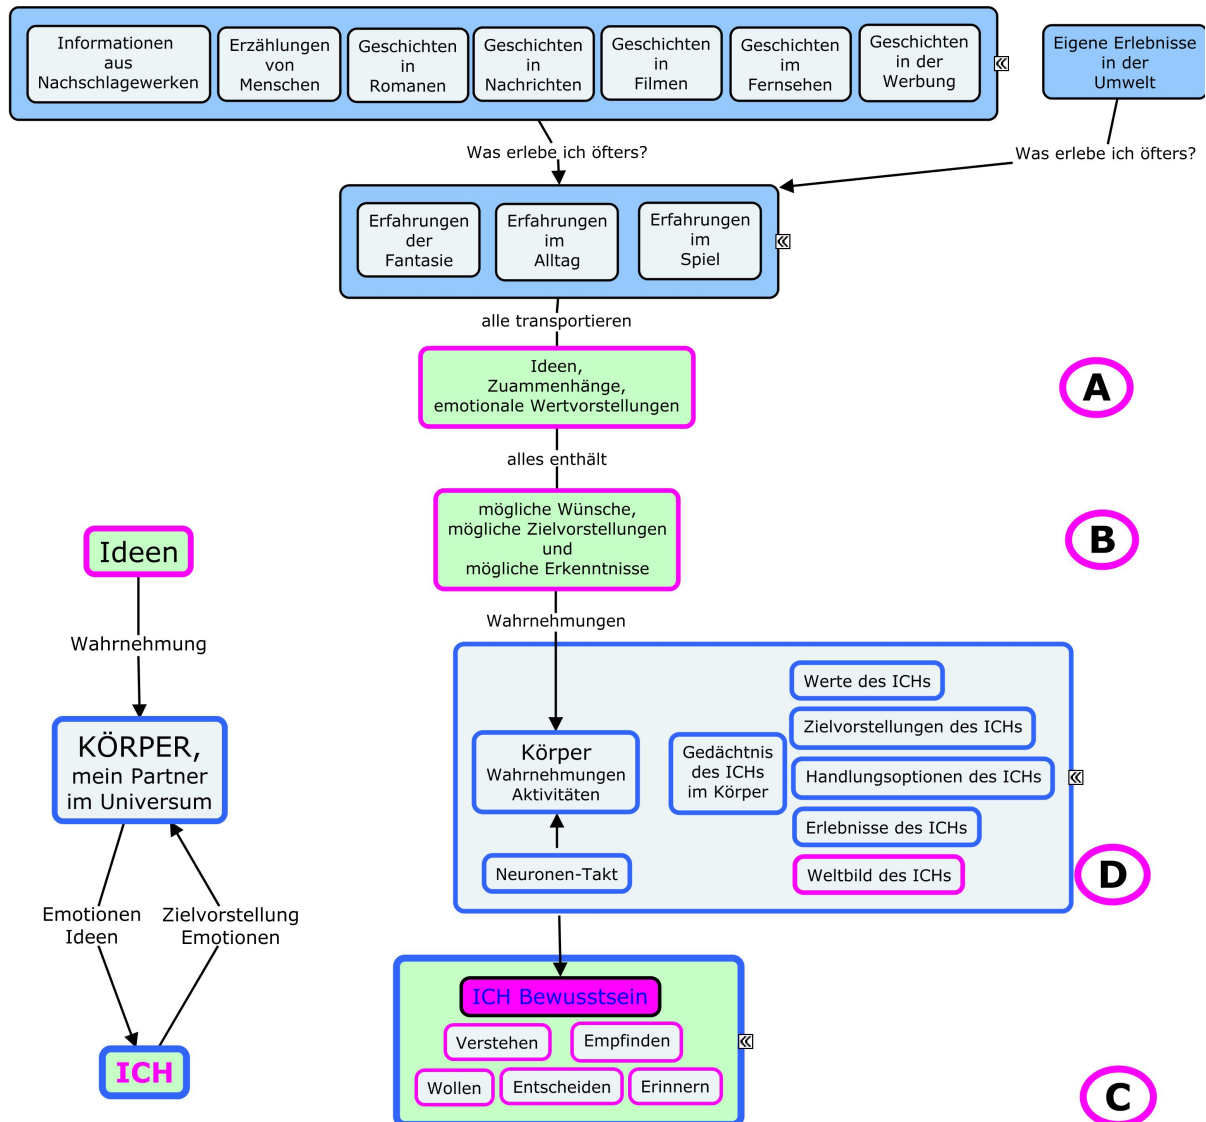 Informationen
aus
Nachschlagewerken
Erzählungen
von
Menschen
Geschichten
in
Romanen
Geschichten
in
Nachrichten
Geschichten
in
Filmen
Geschichten
im
Fernsehen
Geschichten
in der
Werbung
Eigene Erlebnisse
in der
Umwelt
Was erlebe ich öfters?
Was erlebe ich öfters?
Erfahrungen
der
Fantasie
Erfahrungen
im
Alltag
Erfahrungen
im
Spiel
alle transportieren
Ideen,
Zuammenhänge,
emotionale Wertvorstellungen
A
alles enthält
mögliche Wünsche,
mögliche Zielvorstellungen
und
mögliche Erkenntnisse
B
Wahrnehmungen
Körper
Wahrnehmungen
Aktivitäten
Neuronen-Takt
Gedächtnis
des ICHs
im Körper
Werte des ICHs
Zielvorstellungen des ICHs
Handlungsoptionen des ICHs
Erlebnisse des ICHs
Weltbild des ICHs
D
ICH Bewusstsein
Verstehen
Empfinden
Wollen
Entscheiden
Erinnern
C
Ideen
Wahrnehmung
KÖRPER,
mein Partner
im Universum
Emotionen
Ideen
Zielvorstellung
Emotionen
ICH